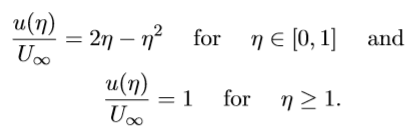 u(η)/U∞ = 2η − η² for η ∈ [0, 1] and
u(η)/U∞ = 1 for η ≥ 1.